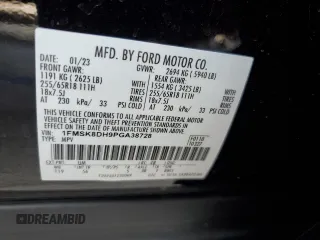 MFD. BY FORD MOTOR CO.
DATE: 01/23 GVWR: 2694 KG ( 5940 LB)
FRONT GAWR: REAR GAWR:
1191 KG ( 2625 LB) 1554 KG ( 3425 LB)
255/65R18 111H 255/65R18 111H
18x7.5J 18x7.5J
AT 230 kPa/ 33 PSI COLD AT 230 kPa/ 33 PSI COLD
THIS VEHICLE CONFORMS TO ALL APPLICABLE FEDERAL MOTOR
VEHICLE SAFETY AND THEFT PREVENTION STANDARDS IN EFFECT
ON THE DATE OF MANUFACTURE SHOWN ABOVE.
VIN: 1FMSK8DH9PGA38728
TYPE: MPV